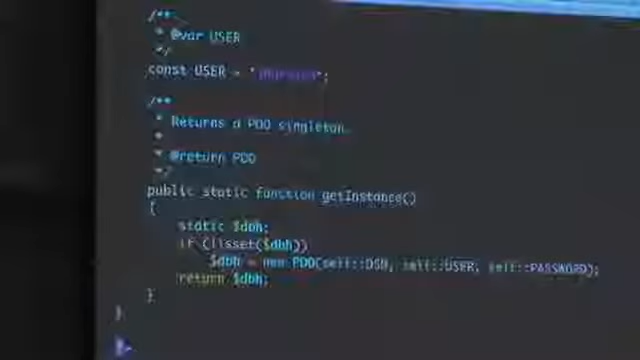 /**
* @var USER
*/
const USER = "";
/**
* Returns a PDO singleton.
*
* @return PDO
*/
public static function getInstance()
{
static $dbh;
if (!isset($dbh))
$dbh = new PDO(self::DSN, self::USER, self::PASSWORD);
return $dbh;
}
}